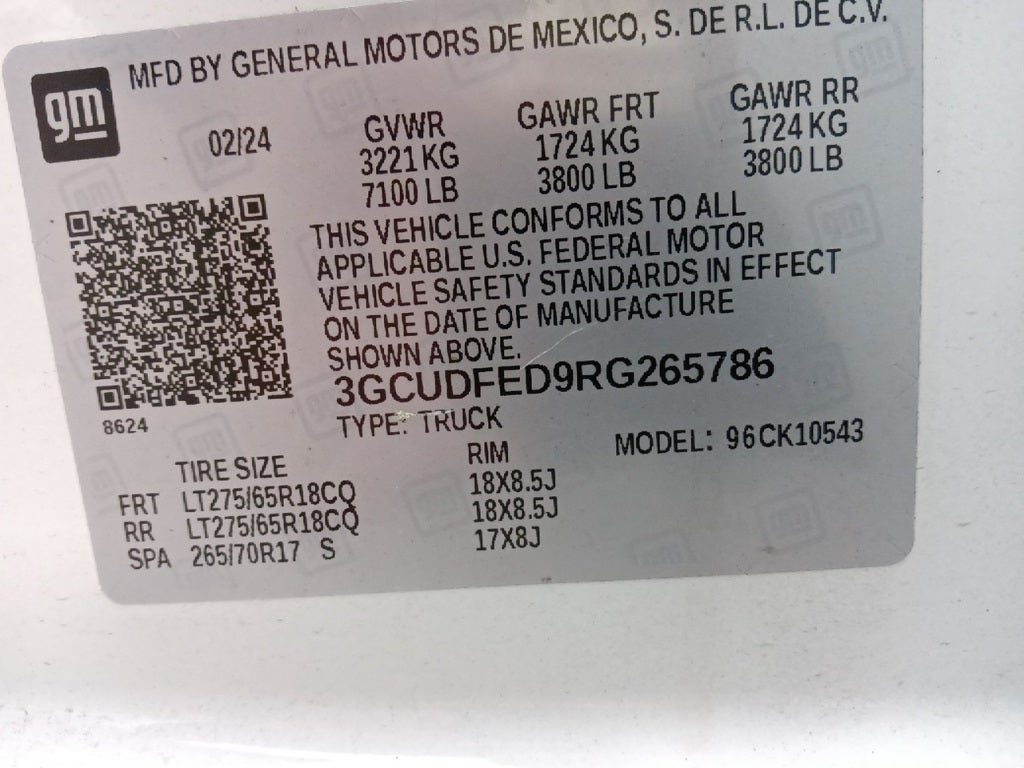 MFD BY GENERAL MOTORS DE MEXICO, S. DE R.L. DE C.V.
gm
02/24
GVWR
3221 KG
7100 LB
GAWR FRT
1724 KG
3800 LB
GAWR RR
1724 KG
3800 LB
THIS VEHICLE CONFORMS TO ALL
APPLICABLE U.S. FEDERAL MOTOR
VEHICLE SAFETY STANDARDS IN EFFECT
ON THE DATE OF MANUFACTURE
SHOWN ABOVE.
3GCUDFED9RG265786
8624
TYPE: TRUCK
MODEL: 96CK10543
TIRE SIZE RIM
FRT LT275/65R18CQ 18X8.5J
RR LT275/65R18CQ 18X8.5J
SPA 265/70R17 S 17X8J